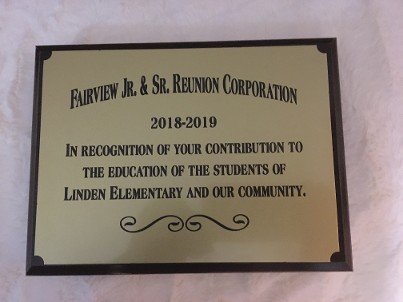 FAIRVIEW JR. & SR. REUNION CORPORATION
2018-2019
IN RECOGNITION OF YOUR CONTRIBUTION TO
THE EDUCATION OF THE STUDENTS OF
LINDEN ELEMENTARY AND OUR COMMUNITY.